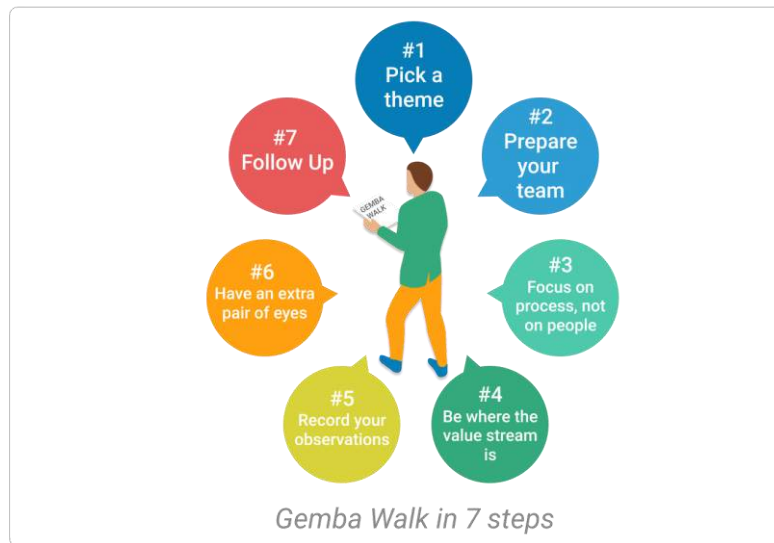 #1
Pick a
theme
#2
Prepare
your
team
#3
Focus on
process, not
on people
#4
Be where the
value stream
is
#5
Record your
observations
#6
Have an extra
pair of eyes
#7
Follow Up
GEMBA
WALK
Gemba Walk in 7 steps